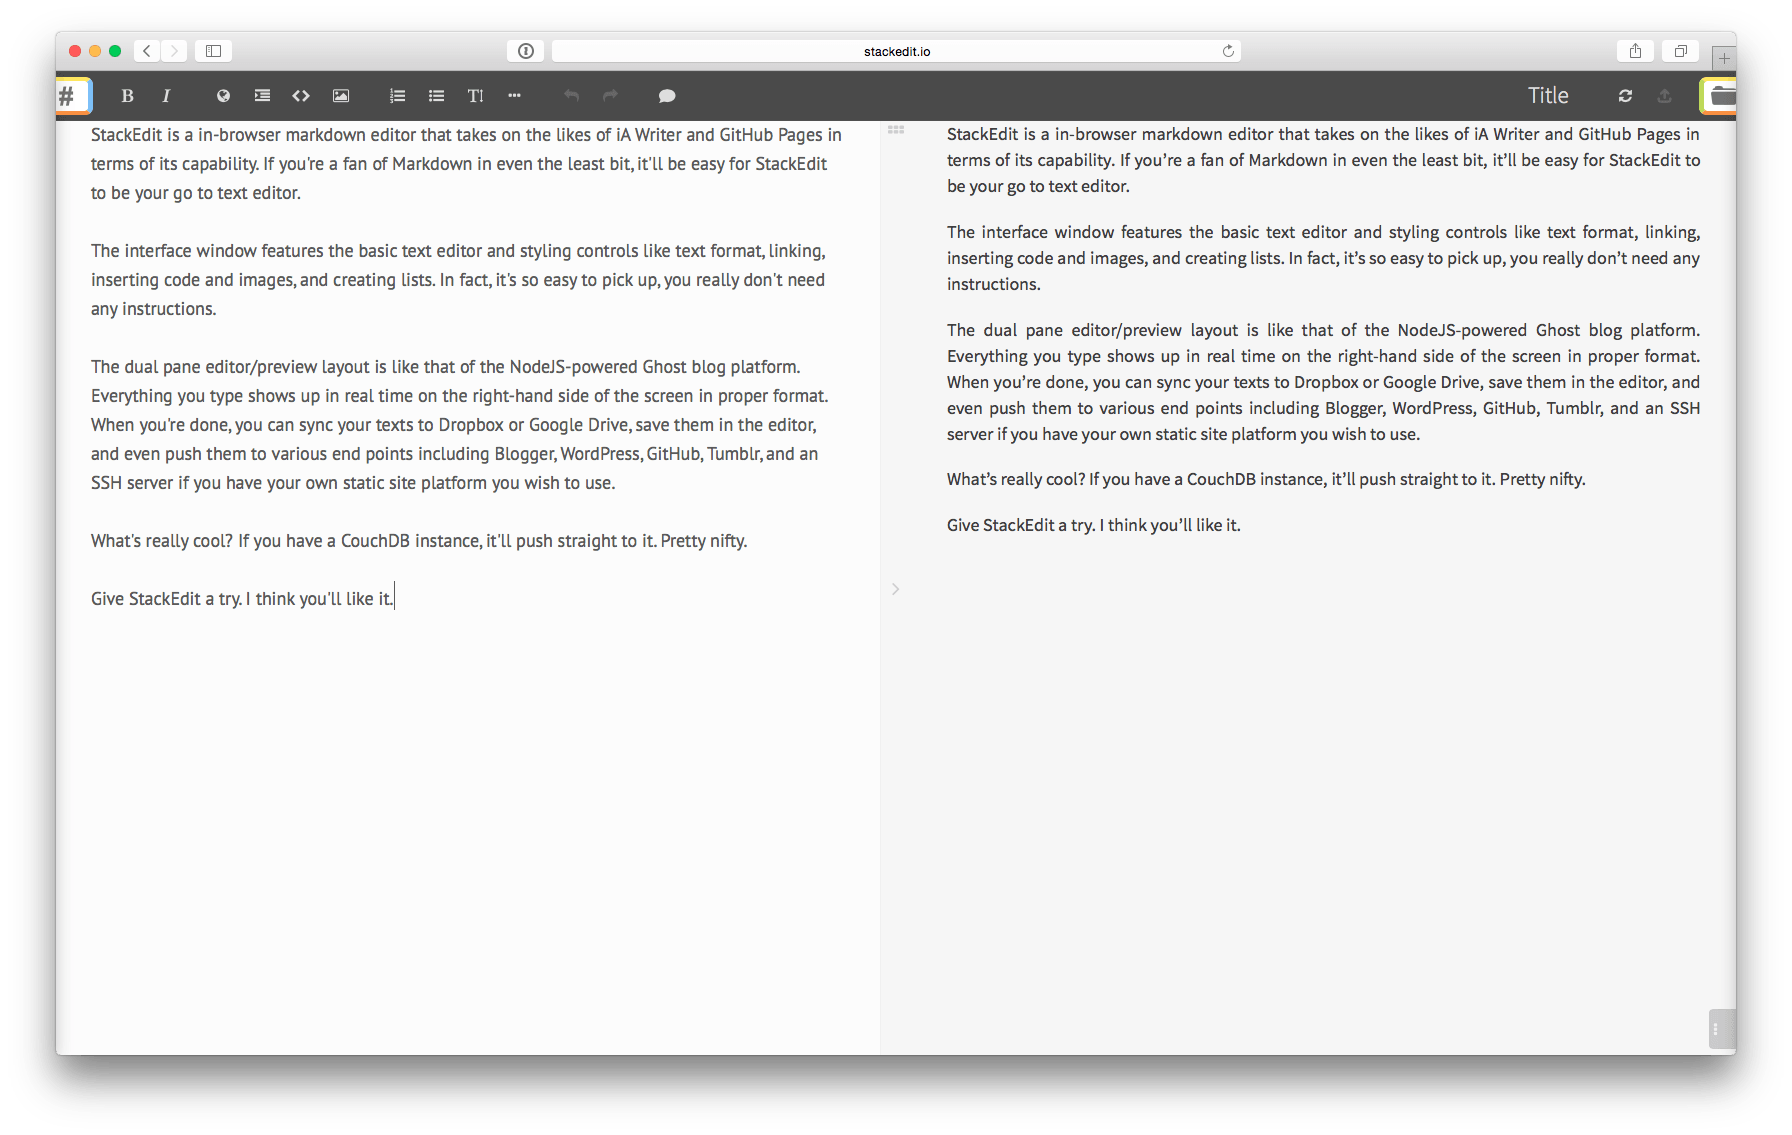 stackedit.io
#
B I
Title
StackEdit is a in-browser markdown editor that takes on the likes of iA Writer and GitHub Pages in
terms of its capability. If you're a fan of Markdown in even the least bit, it'll be easy for StackEdit
to be your go to text editor.
The interface window features the basic text editor and styling controls like text format, linking,
inserting code and images, and creating lists. In fact, it's so easy to pick up, you really don't need
any instructions.
The dual pane editor/preview layout is like that of the NodeJS-powered Ghost blog platform.
Everything you type shows up in real time on the right-hand side of the screen in proper format.
When you're done, you can sync your texts to Dropbox or Google Drive, save them in the editor,
and even push them to various end points including Blogger, WordPress, GitHub, Tumblr, and an
SSH server if you have your own static site platform you wish to use.
What's really cool? If you have a CouchDB instance, it'll push straight to it. Pretty nifty.
Give StackEdit a try. I think you'll like it.
StackEdit is a in-browser markdown editor that takes on the likes of iA Writer and GitHub Pages in
terms of its capability. If you’re a fan of Markdown in even the least bit, it’ll be easy for StackEdit to
be your go to text editor.
The interface window features the basic text editor and styling controls like text format, linking,
inserting code and images, and creating lists. In fact, it’s so easy to pick up, you really don’t need any
instructions.
The dual pane editor/preview layout is like that of the NodeJS-powered Ghost blog platform.
Everything you type shows up in real time on the right-hand side of the screen in proper format.
When you’re done, you can sync your texts to Dropbox or Google Drive, save them in the editor, and
even push them to various end points including Blogger, WordPress, GitHub, Tumblr, and an SSH
server if you have your own static site platform you wish to use.
What’s really cool? If you have a CouchDB instance, it’ll push straight to it. Pretty nifty.
Give StackEdit a try. I think you’ll like it.